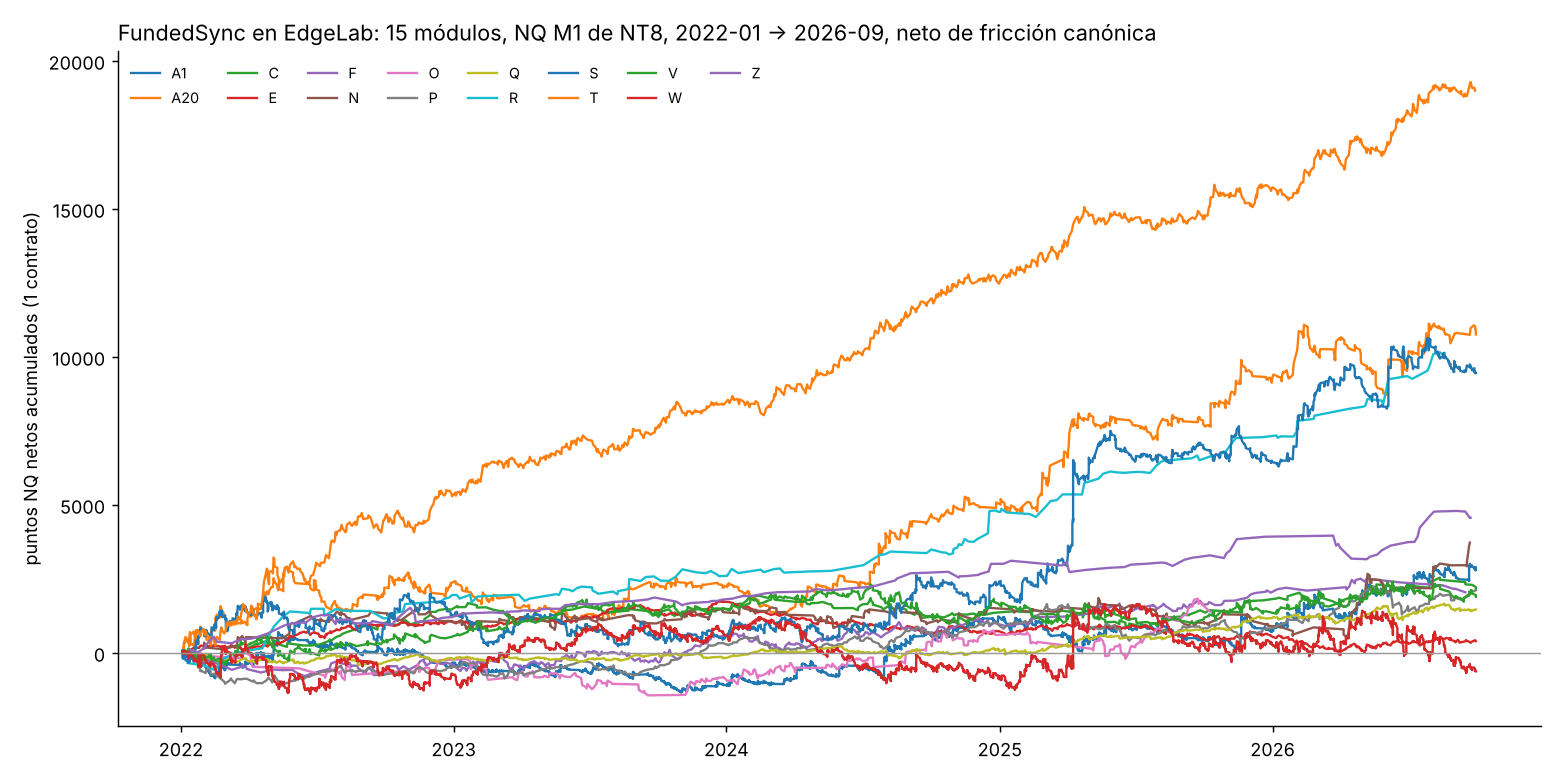 FundedSync en EdgeLab: 15 módulos, NQ M1 de NT8, 2022-01 → 2026-09, neto de fricción canónica
A1 C F O Q S V Z
A20 E N P R T W
puntos NQ netos acumulados (1 contrato)
20000
15000
10000
5000
0
2022 2023 2024 2025 2026